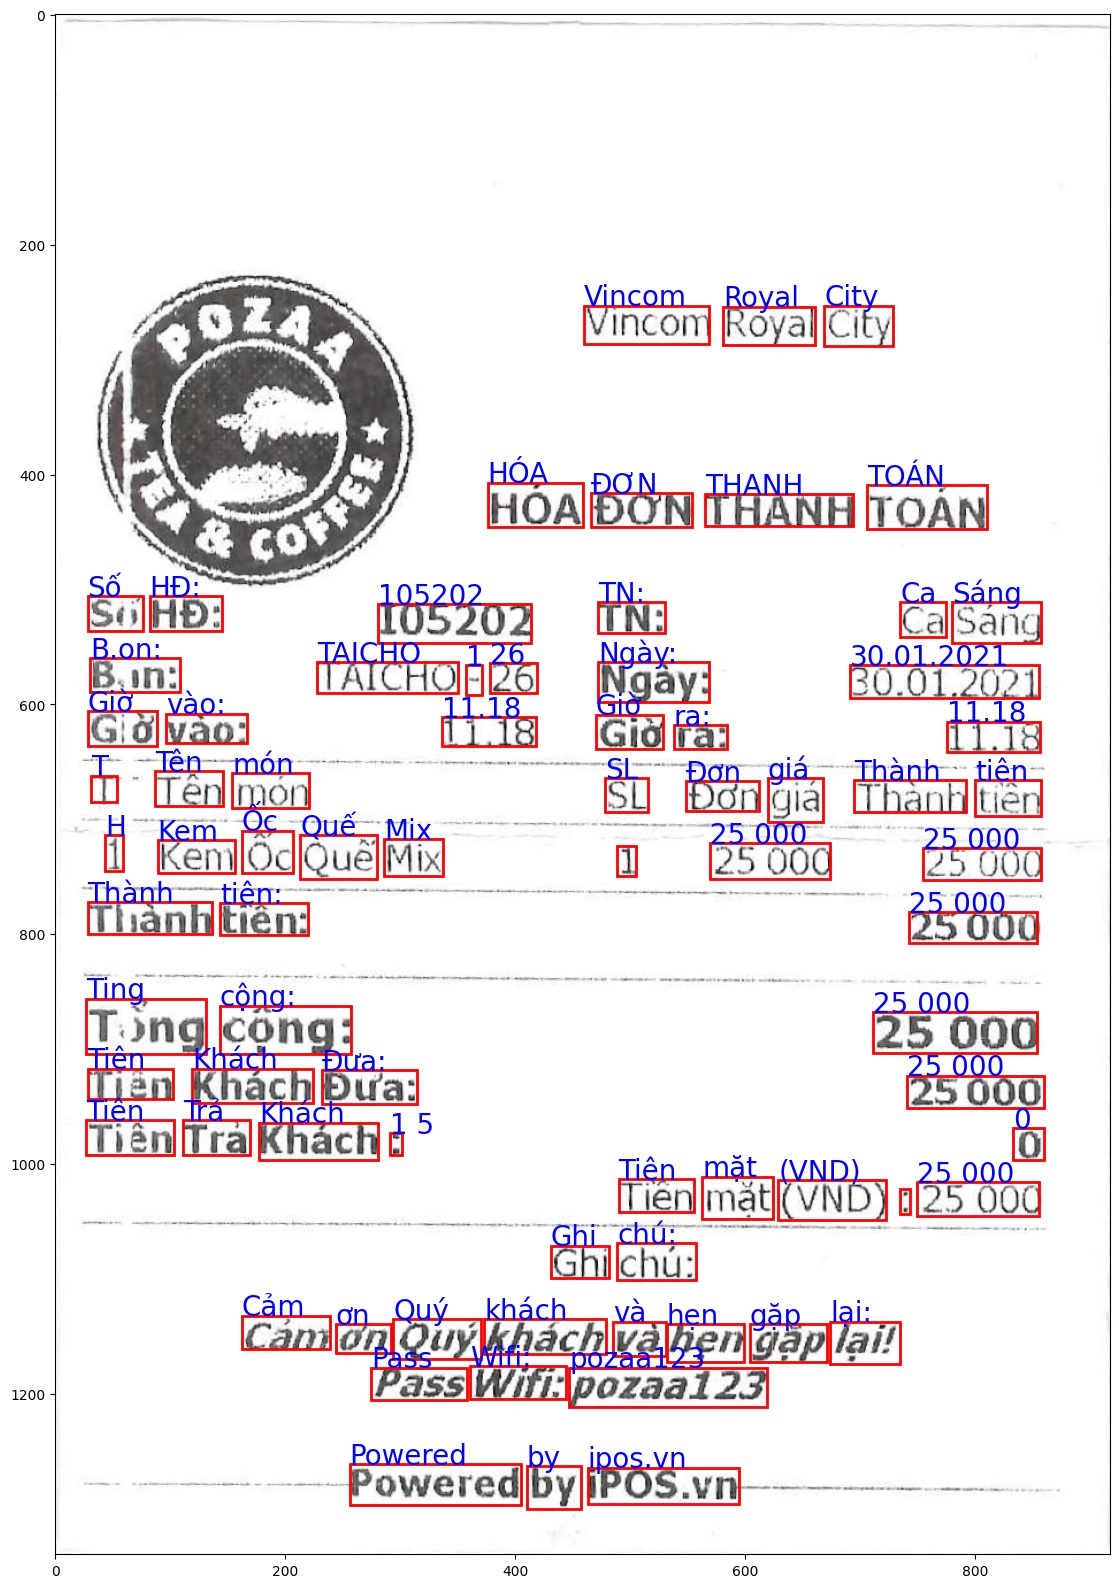 0
200
POZAA
TEA & COFFEE
Vincom Royal City
Vincom Royal City
400
HÓA ĐƠN THANH TOÁN
HÓA ĐƠN THANH TOÁN
Số HĐ: 105202 TN: Ca Sáng
Số HĐ: 105202 TN: Ca Sáng
B.on: TAICHO 1 26 Ngày: 30.01.2021
TAICHO - 26 Ngày: 30.01.2021
600
Giờ vào: 11.18 Giờ ra: 11.18
Giờ vào: 11.18 Giờ ra: 11.18
T Tên món SL Đơn giá Thành tiền
T Tên món SL Đơn giá Thành tiền
H Kem Ốc Quế Mix 25 000 25 000
1 Kem Ốc Quế Mix 1 25 000 25 000
Thành tiền: 25 000
Thành tiền: 25 000
800
Ting cộng: 25 000
Tổng cộng: 25 000
Tiên Khách Đưa: 25 000
Tiền Khách Đưa: 25 000
Tiên Trả Khách 1 5 0
Tiền Trả Khách : 0
1000
Tiên mặt (VND) 25 000
Tiền mặt (VND) : 25 000
Ghi chú:
Ghi chú:
Cảm ơn Quý khách và hẹn gặp lại:
Cảm ơn Quý khách và hẹn gặp lại!
Pass Wifi: pozaa123
Pass Wifi: pozaa123
1200
Powered by ipos.vn
Powered by iPOS.vn
0 200 400 600 800